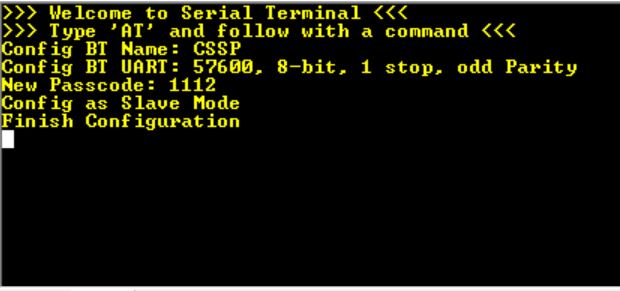 >>> Welcome to Serial Terminal <<<
>>> Type 'AT' and follow with a command <<<
Config BT Name: CSSP
Config BT UART: 57600, 8-bit, 1 stop, odd Parity
New Passcode: 1112
Config as Slave Mode
Finish Configuration